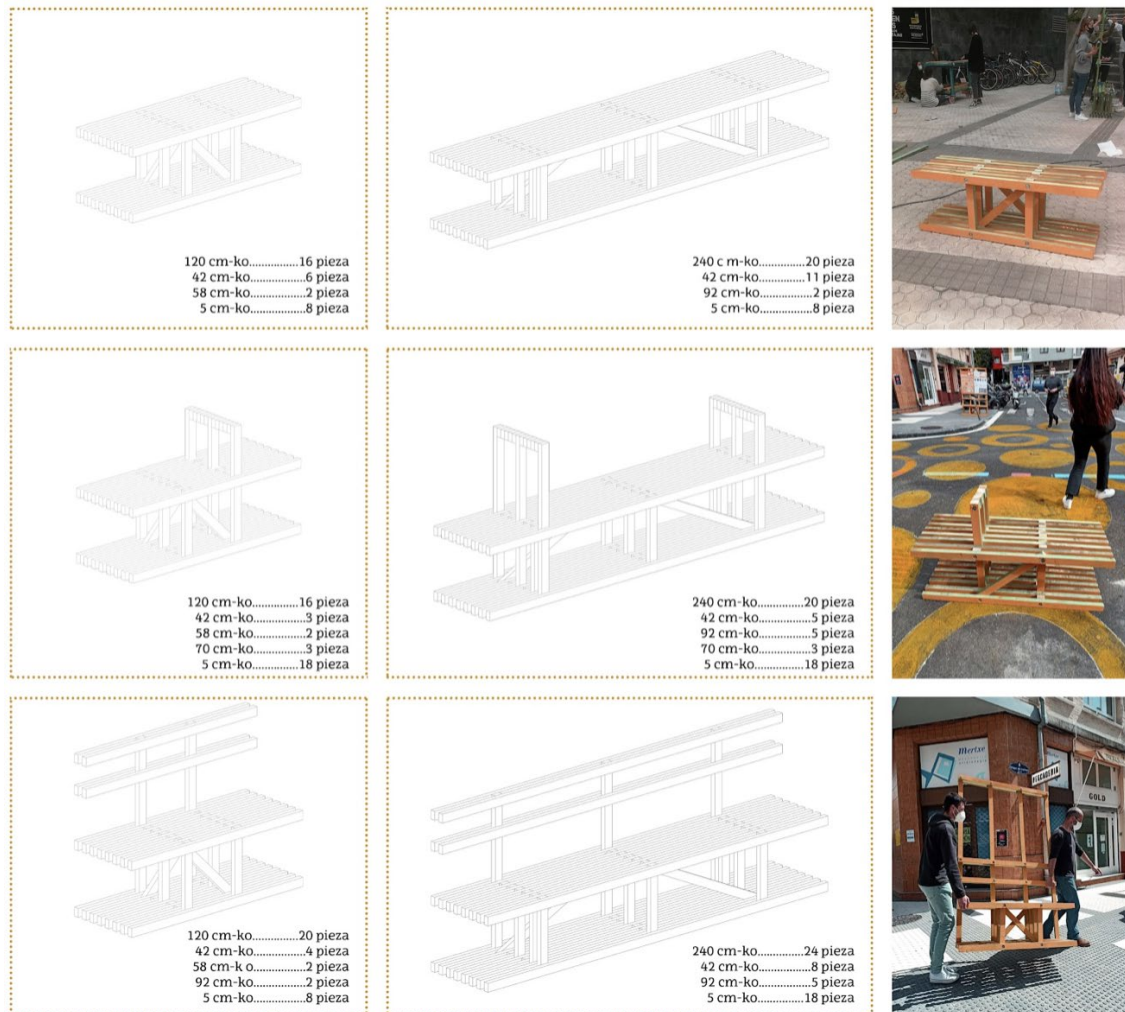 120 cm-ko..............16 pieza
42 cm-ko...............6 pieza
58 cm-ko...............2 pieza
5 cm-ko...............8 pieza
240 c m-ko..............20 pieza
42 cm-ko..............11 pieza
92 cm-ko...............2 pieza
5 cm-ko...............8 pieza
120 cm-ko..............16 pieza
42 cm-ko...............3 pieza
58 cm-ko...............2 pieza
70 cm-ko...............3 pieza
5 cm-ko..............18 pieza
240 cm-ko..............20 pieza
42 cm-ko...............5 pieza
92 cm-ko...............5 pieza
70 cm-ko...............3 pieza
5 cm-ko..............18 pieza
120 cm-ko..............20 pieza
42 cm-ko...............4 pieza
58 cm-k o...............2 pieza
92 cm-ko...............2 pieza
5 cm-ko...............8 pieza
240 cm-ko..............24 pieza
42 cm-ko...............8 pieza
92 cm-ko...............5 pieza
5 cm-ko..............18 pieza
Mertxe
GOLD